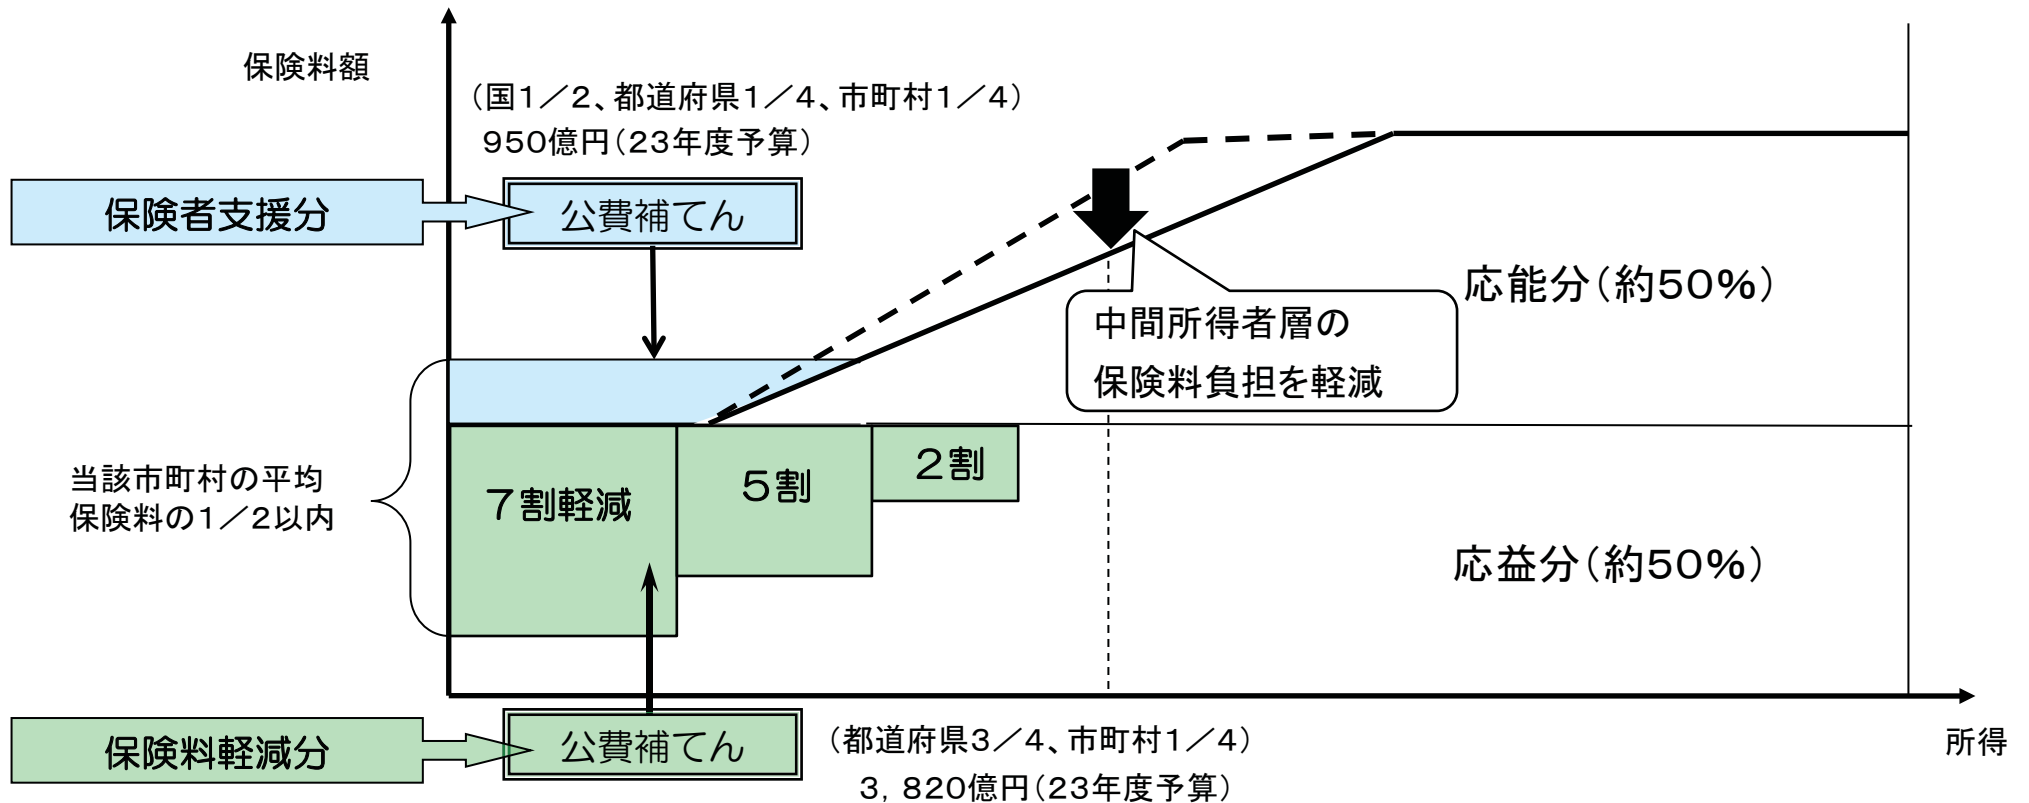 保険料額
（国１／２、都道府県１／４、市町村１／４）
９５０億円（２３年度予算）
保険者支援分
公費補てん
応能分（約５０％）
中間所得者層の
保険料負担を軽減
７割軽減
５割
２割
当該市町村の平均
保険料の１／２以内
応益分（約５０％）
保険料軽減分
公費補てん
（都道府県３／４、市町村１／４）
３，８２０億円（２３年度予算）
所得